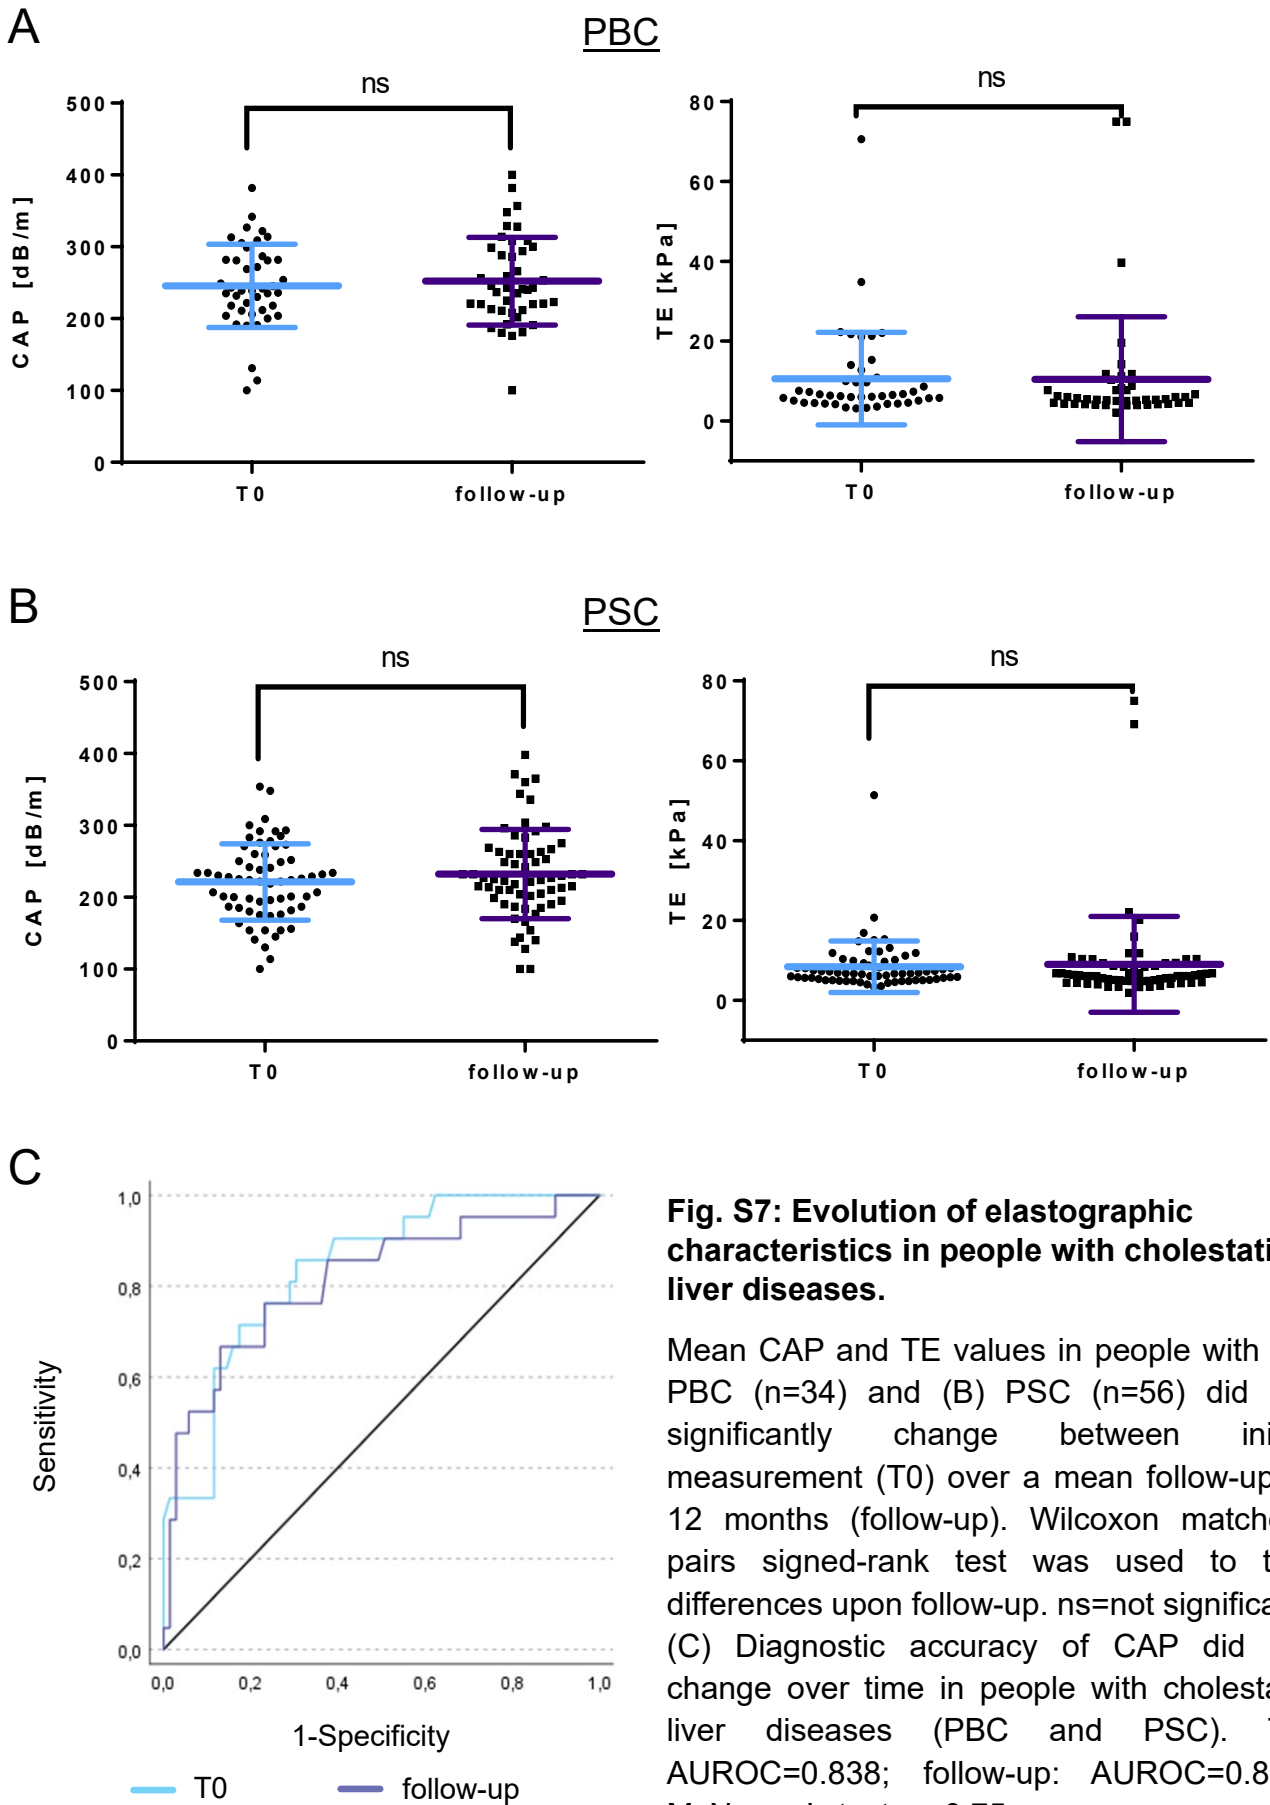 A
PBC
ns
500
400
300
200
100
0
CAP [dB/m]
T0
follow-up
ns
80
60
40
20
0
TE [kPa]
T0
follow-up
B
PSC
ns
500
400
300
200
100
0
CAP [dB/m]
T0
follow-up
ns
80
60
40
20
0
TE [kPa]
T0
follow-up
C
1,0
0,8
0,6
0,4
0,2
0,0
Sensitivity
0,0
0,2
0,4
0,6
0,8
1,0
1-Specificity
T0
follow-up
Fig. S7: Evolution of elastographic
characteristics in people with cholestati
liver diseases.
Mean CAP and TE values in people with
PBC (n=34) and (B) PSC (n=56) did
significantly change between ini
measurement (T0) over a mean follow-up
12 months (follow-up). Wilcoxon match
pairs signed-rank test was used to t
differences upon follow-up. ns=not signific
(C) Diagnostic accuracy of CAP did
change over time in people with cholest
liver diseases (PBC and PSC).
AUROC=0.838; follow-up: AUROC=0.8